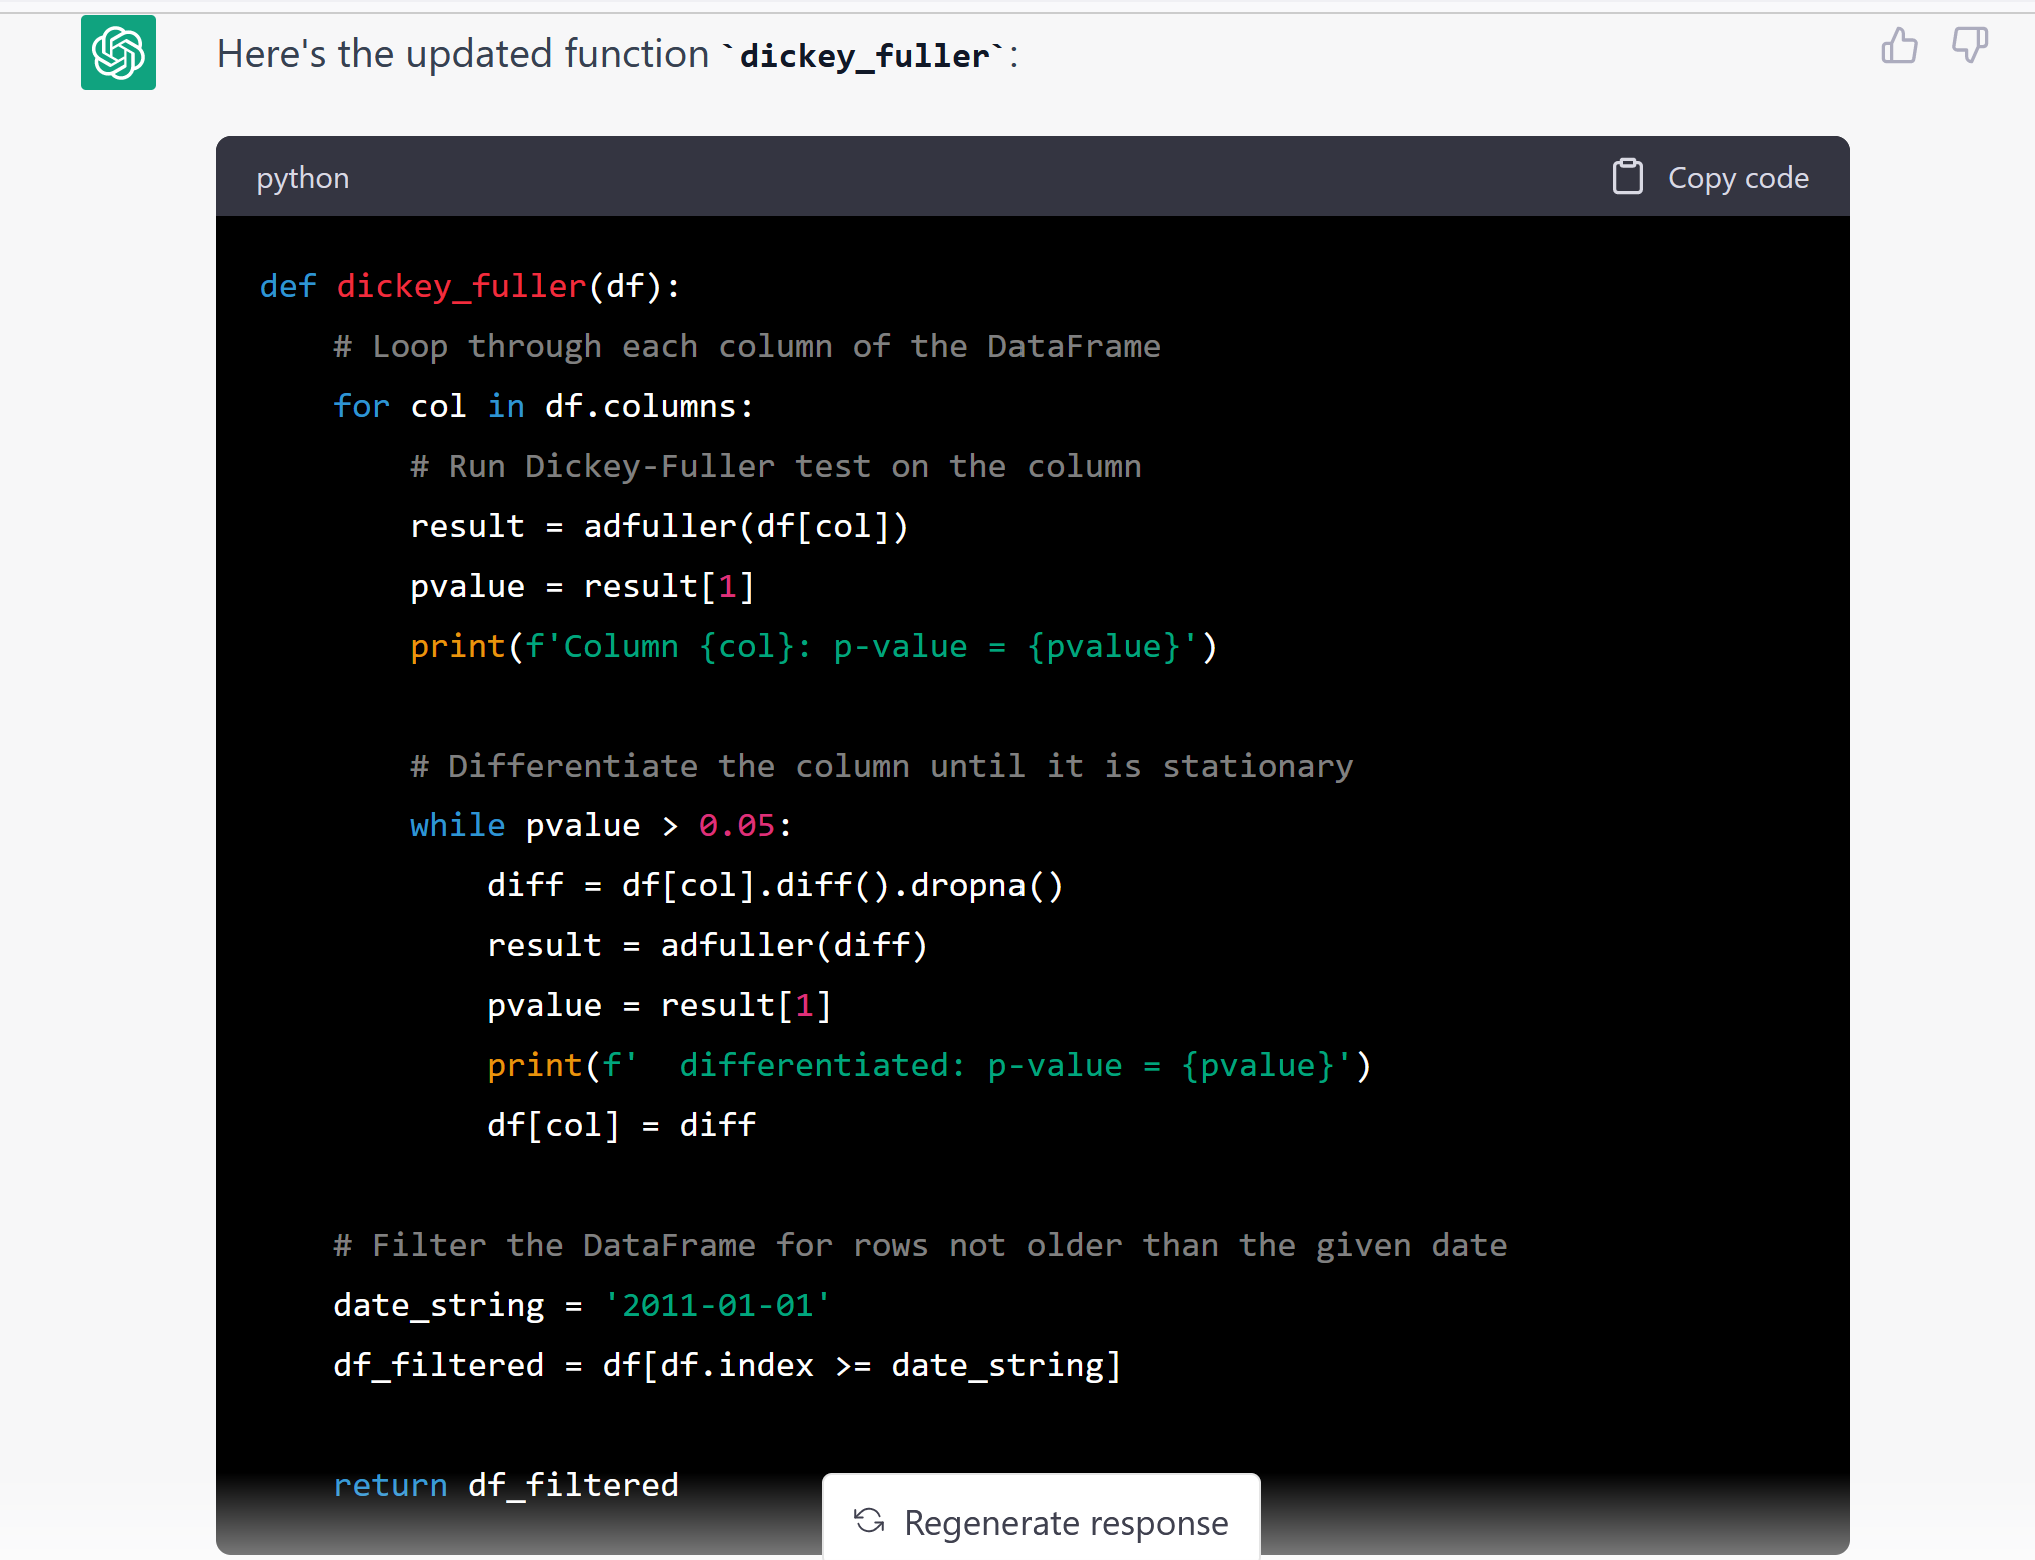 Here's the updated function `dickey_fuller`:
python
Copy code
def dickey_fuller(df):
    # Loop through each column of the DataFrame
    for col in df.columns:
        # Run Dickey-Fuller test on the column
        result = adfuller(df[col])
        pvalue = result[1]
        print(f'Column {col}: p-value = {pvalue}')

        # Differentiate the column until it is stationary
        while pvalue > 0.05:
            diff = df[col].diff().dropna()
            result = adfuller(diff)
            pvalue = result[1]
            print(f'  differentiated: p-value = {pvalue}')
            df[col] = diff

    # Filter the DataFrame for rows not older than the given date
    date_string = '2011-01-01'
    df_filtered = df[df.index >= date_string]

    return df_filtered
Regenerate response